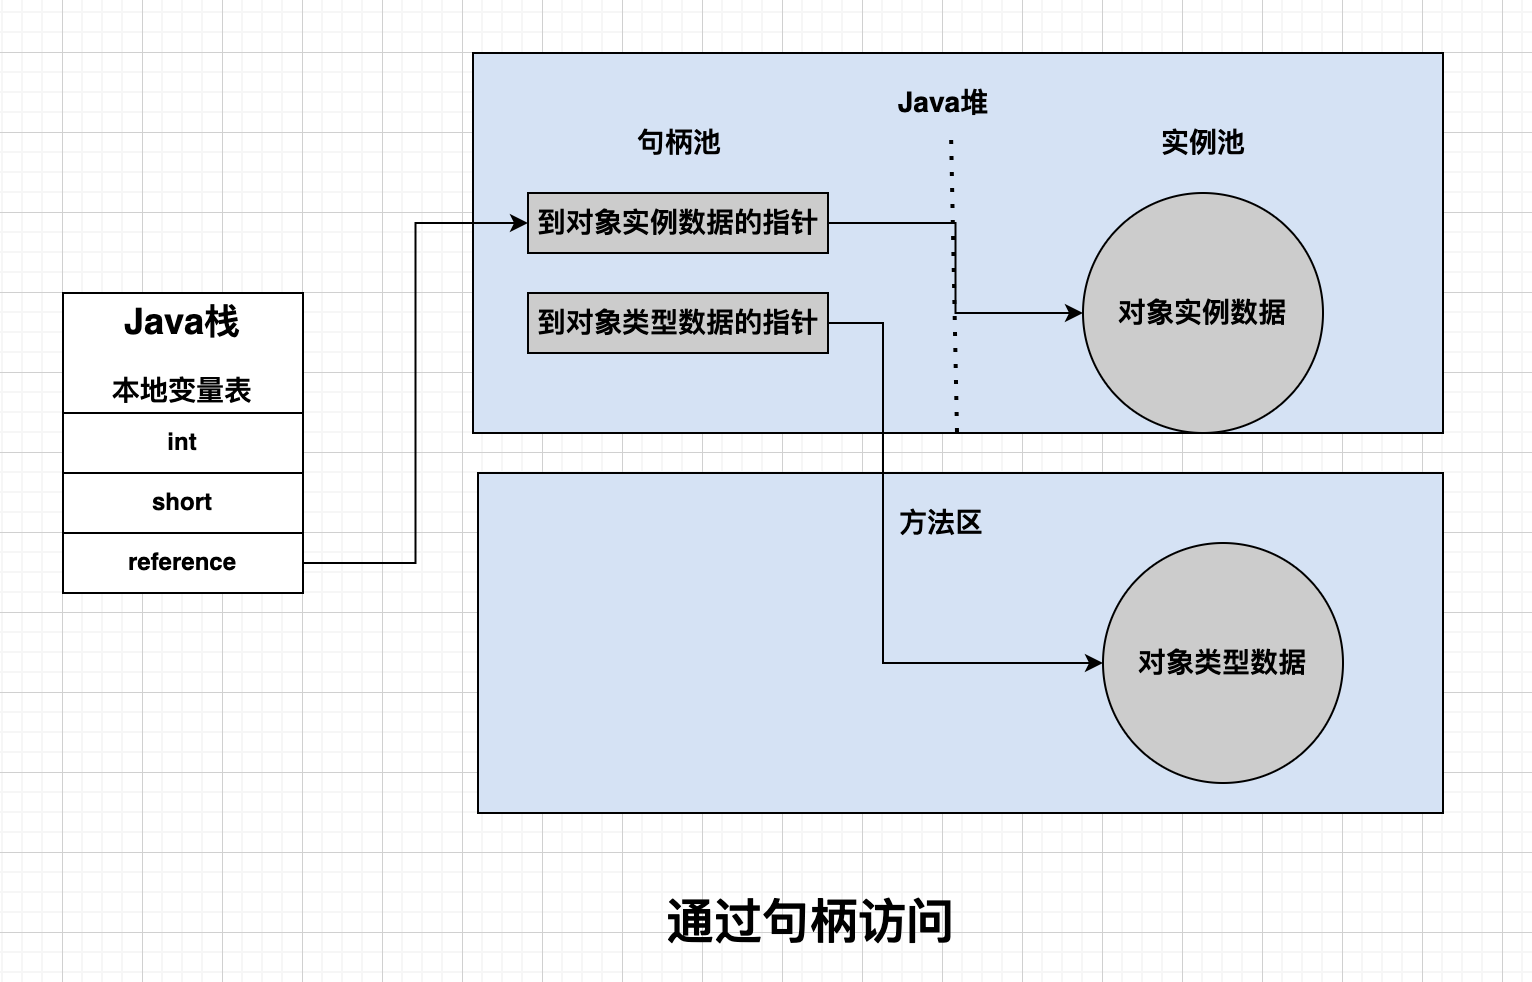 Java堆
句柄池
实例池
到对象实例数据的指针
到对象类型数据的指针
对象实例数据
Java栈
本地变量表
int
short
reference
方法区
对象类型数据
通过句柄访问